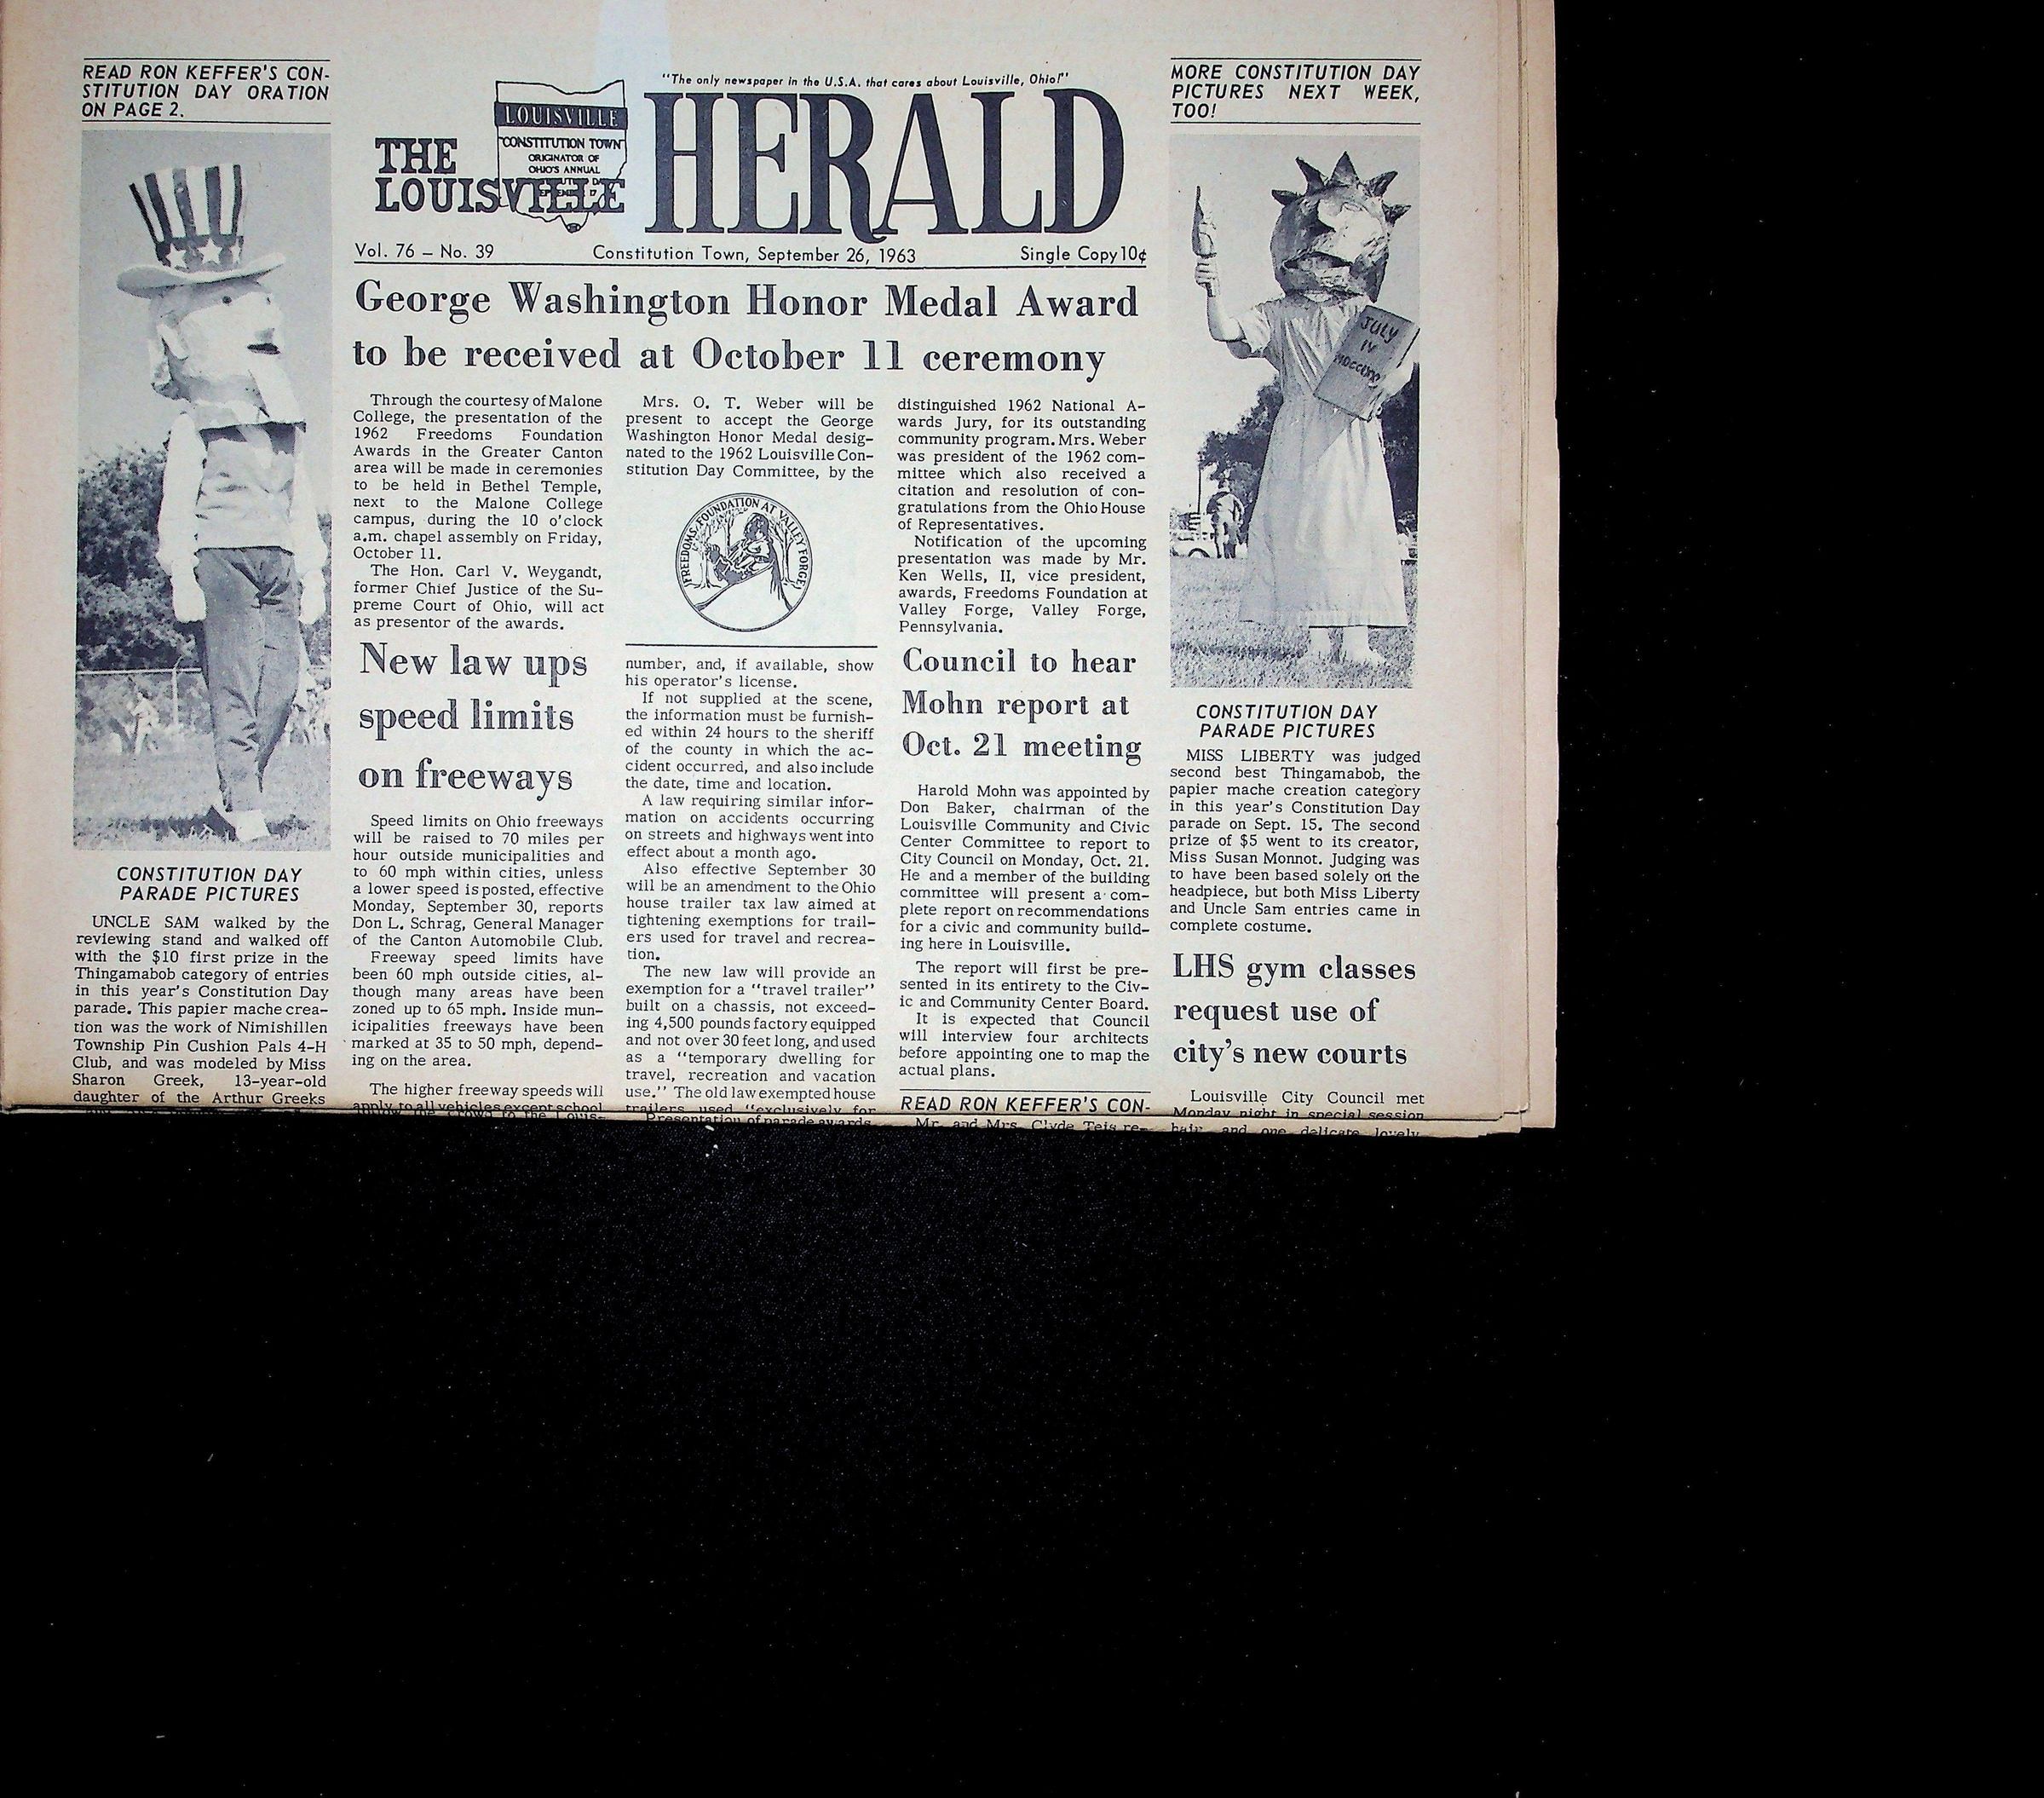 READ RON KEFFER'S CON-
STITUTION DAY ORATION
ON PAGE 2.
CONSTITUTION DAY
PARADE PICTURES
UNCLE SAM walked by the
reviewing stand and walked off
with the $10 first prize in the
Thingamabob category of entries
in this year's Constitution Day
parade. This papier mache crea-
tion was the work of Nimishillen
Township Pin Cushion Pals 4-H
Club, and was modeled by Miss
Sharon Greek, 13-year-old
daughter of the Arthur Greeks
"The only newspaper in the U.S.A. that cares about Louisville, Ohio!"
LOUISVILLE
"CONSTITUTION TOWN"
ORIGINATOR OF
OHIO'S ANNUAL
THE
LOUISVILLE
HERALD
Vol. 76 – No. 39 Constitution Town, September 26, 1963 Single Copy 10¢
George Washington Honor Medal Award
to be received at October 11 ceremony
Through the courtesy of Malone
College, the presentation of the
1962 Freedoms Foundation
Awards in the Greater Canton
area will be made in ceremonies
to be held in Bethel Temple,
next to the Malone College
campus, during the 10 o'clock
a.m. chapel assembly on Friday,
October 11.
The Hon. Carl V. Weygandt,
former Chief Justice of the Su-
preme Court of Ohio, will act
as presentor of the awards.
Mrs. O. T. Weber will be
present to accept the George
Washington Honor Medal desig-
nated to the 1962 Louisville Con-
stitution Day Committee, by the
FREEDOMS FOUNDATION AT VALLEY FORGE
distinguished 1962 National A-
wards Jury, for its outstanding
community program. Mrs. Weber
was president of the 1962 com-
mittee which also received a
citation and resolution of con-
gratulations from the Ohio House
of Representatives.
Notification of the upcoming
presentation was made by Mr.
Ken Wells, II, vice president,
awards, Freedoms Foundation at
Valley Forge, Valley Forge,
Pennsylvania.
New law ups
speed limits
on freeways
Speed limits on Ohio freeways
will be raised to 70 miles per
hour outside municipalities and
to 60 mph within cities, unless
a lower speed is posted, effective
Monday, September 30, reports
Don L. Schrag, General Manager
of the Canton Automobile Club.
Freeway speed limits have
been 60 mph outside cities, al-
though many areas have been
zoned up to 65 mph. Inside mun-
icipalities freeways have been
marked at 35 to 50 mph, depend-
ing on the area.
The higher freeway speeds will
apply to all vehicles except school
number, and, if available, show
his operator's license.
If not supplied at the scene,
the information must be furnish-
ed within 24 hours to the sheriff
of the county in which the ac-
cident occurred, and also include
the date, time and location.
A law requiring similar infor-
mation on accidents occurring
on streets and highways went into
effect about a month ago.
Also effective September 30
will be an amendment to the Ohio
house trailer tax law aimed at
tightening exemptions for trail-
ers used for travel and recrea-
tion.
The new law will provide an
exemption for a "travel trailer"
built on a chassis, not exceed-
ing 4,500 pounds factory equipped
and not over 30 feet long, and used
as a "temporary dwelling for
travel, recreation and vacation
use." The old law exempted house
trailers used "exclusively for
Presentation of parade awards
Council to hear
Mohn report at
Oct. 21 meeting
Harold Mohn was appointed by
Don Baker, chairman of the
Louisville Community and Civic
Center Committee to report to
City Council on Monday, Oct. 21.
He and a member of the building
committee will present a com-
plete report on recommendations
for a civic and community build-
ing here in Louisville.
The report will first be pre-
sented in its entirety to the Civ-
ic and Community Center Board.
It is expected that Council
will interview four architects
before appointing one to map the
actual plans.
READ RON KEFFER'S CON-
Mr. and Mrs. Clyde Teis re-
MORE CONSTITUTION DAY
PICTURES NEXT WEEK,
TOO!
JULY
IV
CONSTITUTION DAY
PARADE PICTURES
MISS LIBERTY was judged
second best Thingamabob, the
papier mache creation category
in this year's Constitution Day
parade on Sept. 15. The second
prize of $5 went to its creator,
Miss Susan Monnot. Judging was
to have been based solely on the
headpiece, but both Miss Liberty
and Uncle Sam entries came in
complete costume.
LHS gym classes
request use of
city's new courts
Louisville City Council met
Monday night in special session
hair, and one delicate lovely